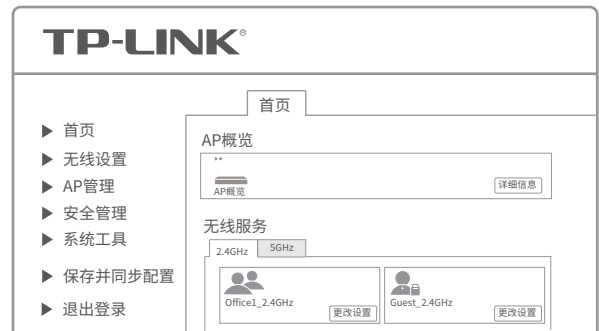 TP-LINK®
首页
首页
无线设置
AP管理
安全管理
系统工具
保存并同步配置
退出登录
AP概览
AP概览
详细信息
无线服务
2.4GHz
5GHz
Office1_2.4GHz
更改设置
Guest_2.4GHz
更改设置